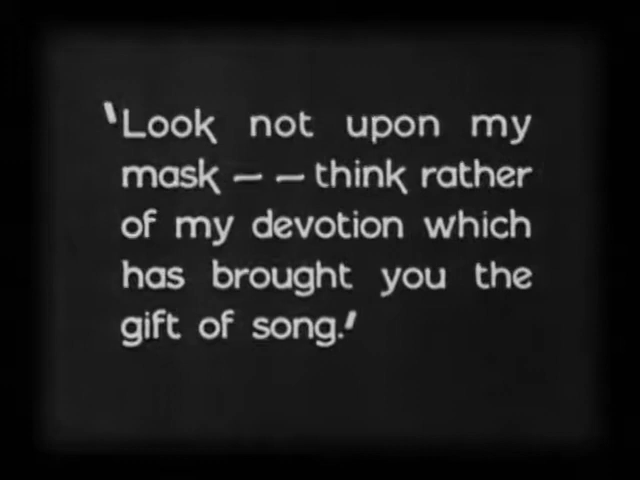 'Look not upon my
mask – – think rather
of my devotion which
has brought you the
gift of song.'